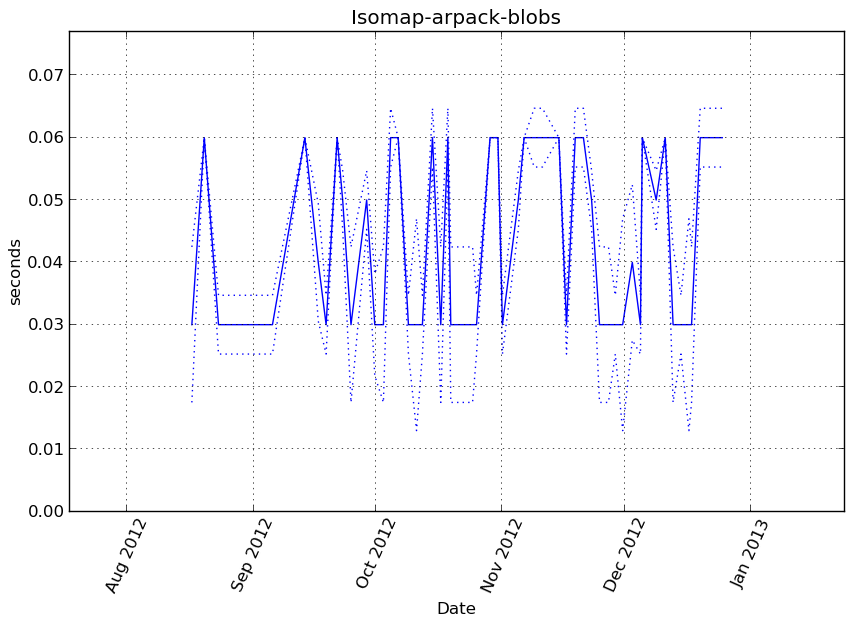 Isomap-arpack-blobs
0.07
0.06
0.05
0.04
0.03
0.02
0.01
0.00
seconds
Aug 2012
Sep 2012
Oct 2012
Nov 2012
Dec 2012
Jan 2013
Date